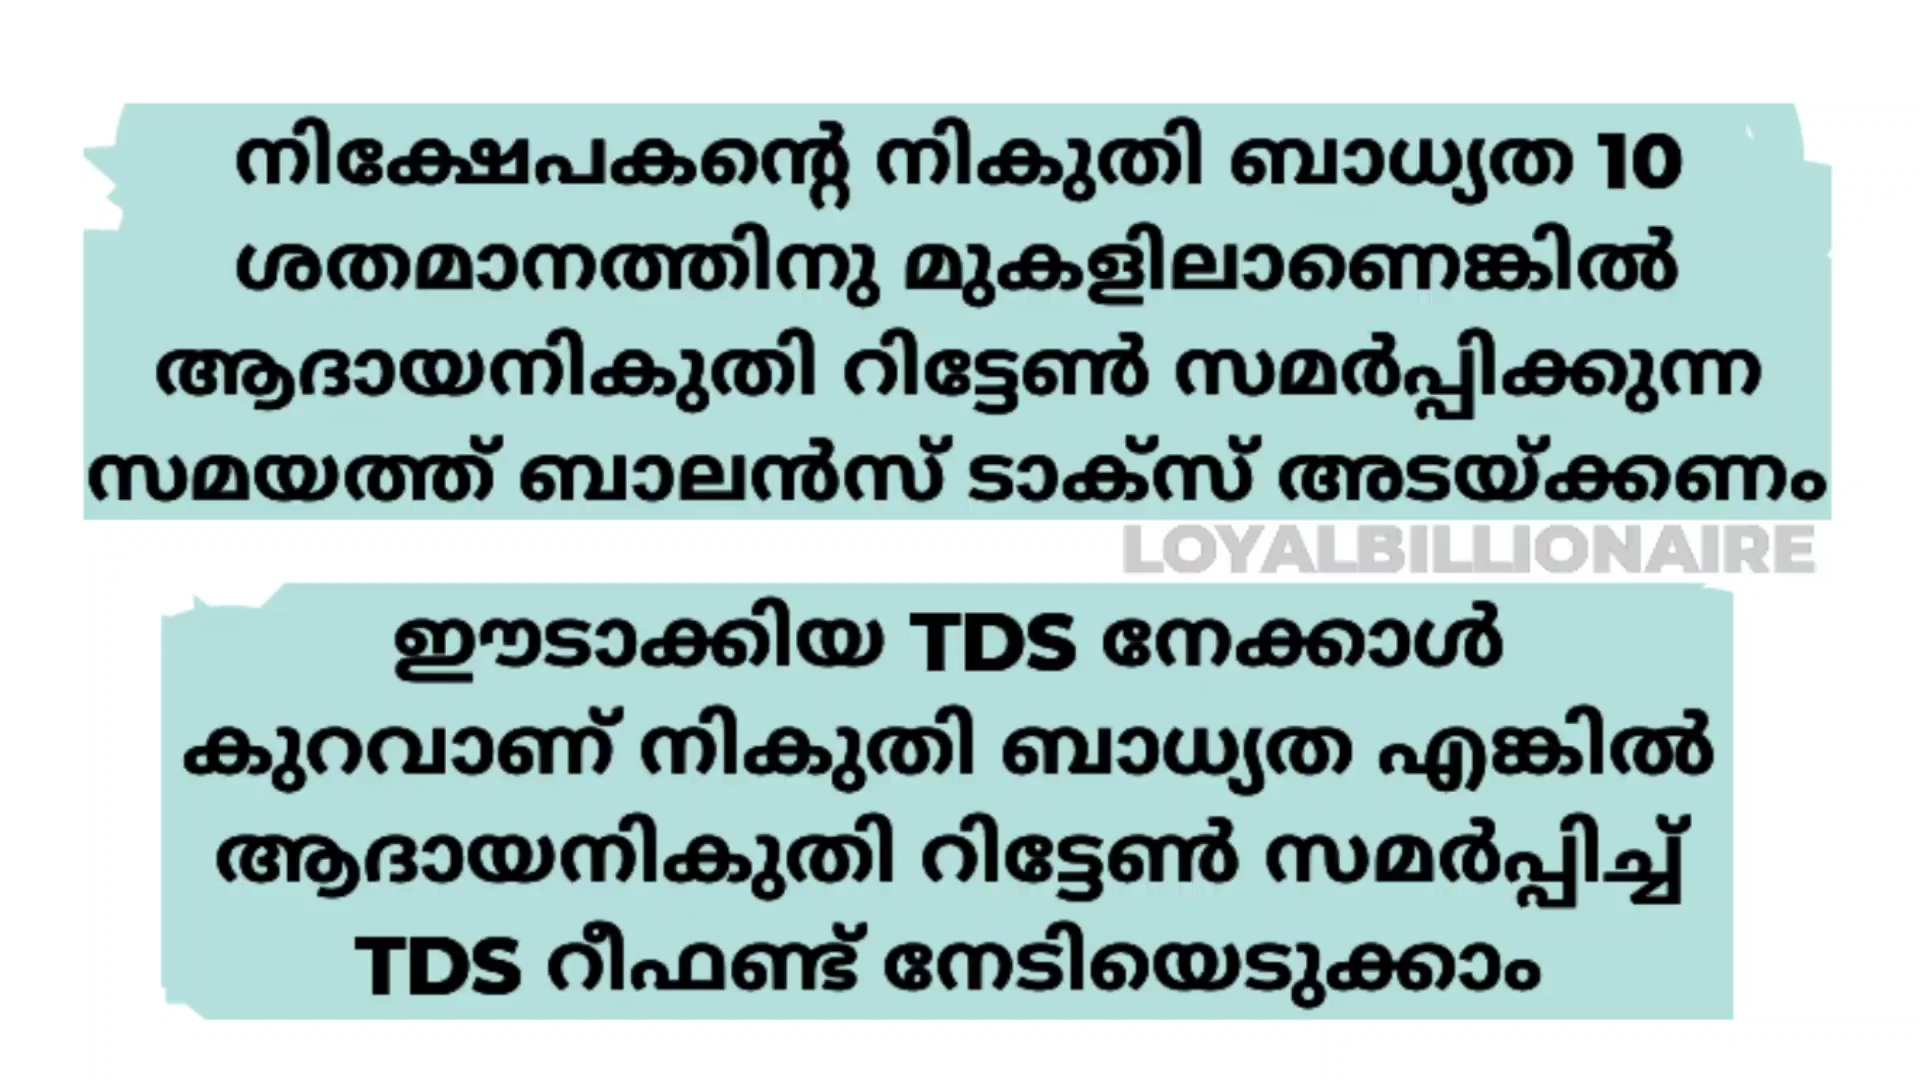 നിക്ഷേപകന്റെ നികുതി ബാധ്യത 10
ശതമാനത്തിനു മുകളിലാണെങ്കിൽ
ആദായനികുതി റിട്ടേൺ സമർപ്പിക്കുന്ന
സമയത്ത് ബാലൻസ് ടാക്സ് അടയ്ക്കണം
LOYALBILLIONAIRE
ഈടാക്കിയ TDS നേക്കാൾ
കുറവാണ് നികുതി ബാധ്യത എങ്കിൽ
ആദായനികുതി റിട്ടേൺ സമർപ്പിച്ച്
TDS റീഫണ്ട് നേടിയെടുക്കാം